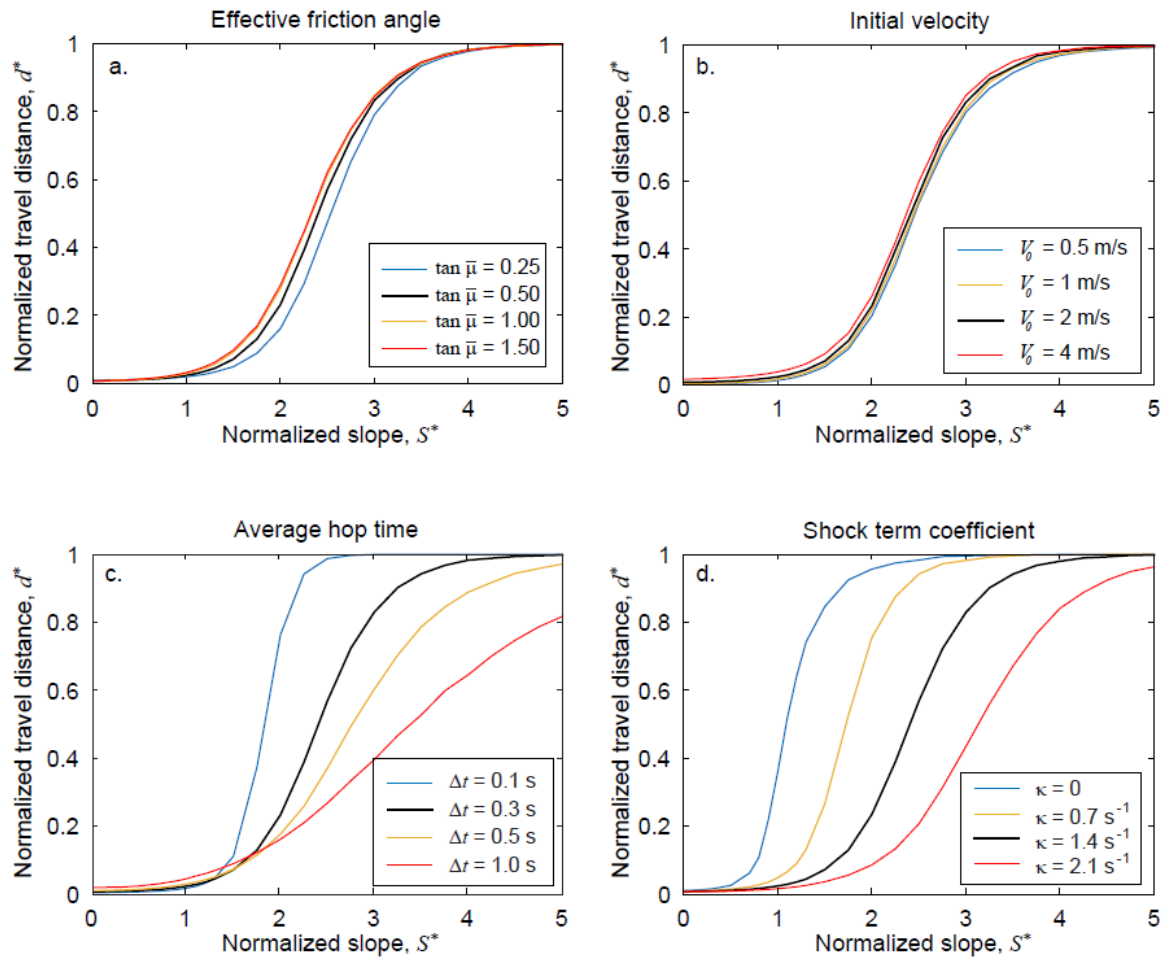 Effective friction angle
a.
Normalized travel distance, d*
1
0.8
0.6
0.4
0.2
0
tan μ̅ = 0.25
tan μ̅ = 0.50
tan μ̅ = 1.00
tan μ̅ = 1.50
0 1 2 3 4 5
Normalized slope, S*
Initial velocity
b.
Normalized travel distance, d*
1
0.8
0.6
0.4
0.2
0
V₀ = 0.5 m/s
V₀ = 1 m/s
V₀ = 2 m/s
V₀ = 4 m/s
0 1 2 3 4 5
Normalized slope, S*
Average hop time
c.
Normalized travel distance, d*
1
0.8
0.6
0.4
0.2
0
Δt = 0.1 s
Δt = 0.3 s
Δt = 0.5 s
Δt = 1.0 s
0 1 2 3 4 5
Normalized slope, S*
Shock term coefficient
d.
Normalized travel distance, d*
1
0.8
0.6
0.4
0.2
0
κ = 0
κ = 0.7 s⁻¹
κ = 1.4 s⁻¹
κ = 2.1 s⁻¹
0 1 2 3 4 5
Normalized slope, S*